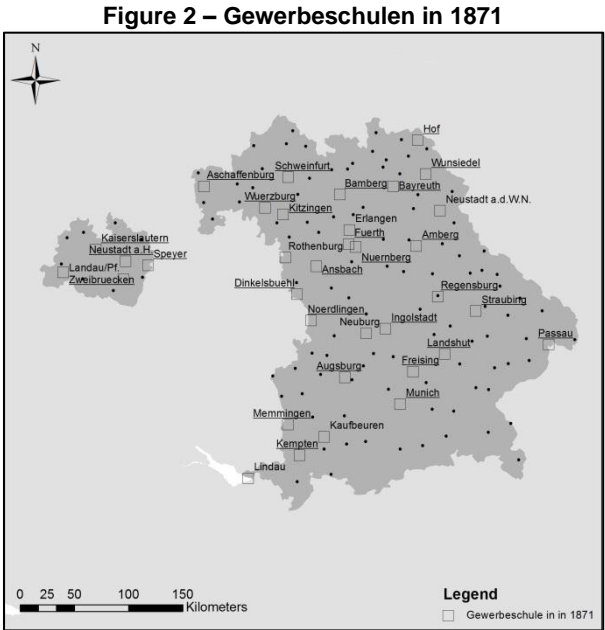 Figure 2 – Gewerbeschulen in 1871
N
Hof
Wunsiedel
Schweinfurt
Aschaffenburg
Bamberg
Bayreuth
Wuerzburg
Neustadt a.d.W.N.
Kitzingen
Erlangen
Fuerth
Kaiserslautern
Amberg
Rothenburg
Neustadt a.H.
Speyer
Nuernberg
Landau/Pf.
Ansbach
Zweibruecken
Dinkelsbuehl
Regensburg
Straubing
Noerdlingen
Neuburg
Ingolstadt
Passau
Landshut
Augsburg
Freising
Munich
Memmingen
Kaufbeuren
Kempten
Lindau
0 25 50 100 150
Kilometers
Legend
Gewerbeschule in in 1871